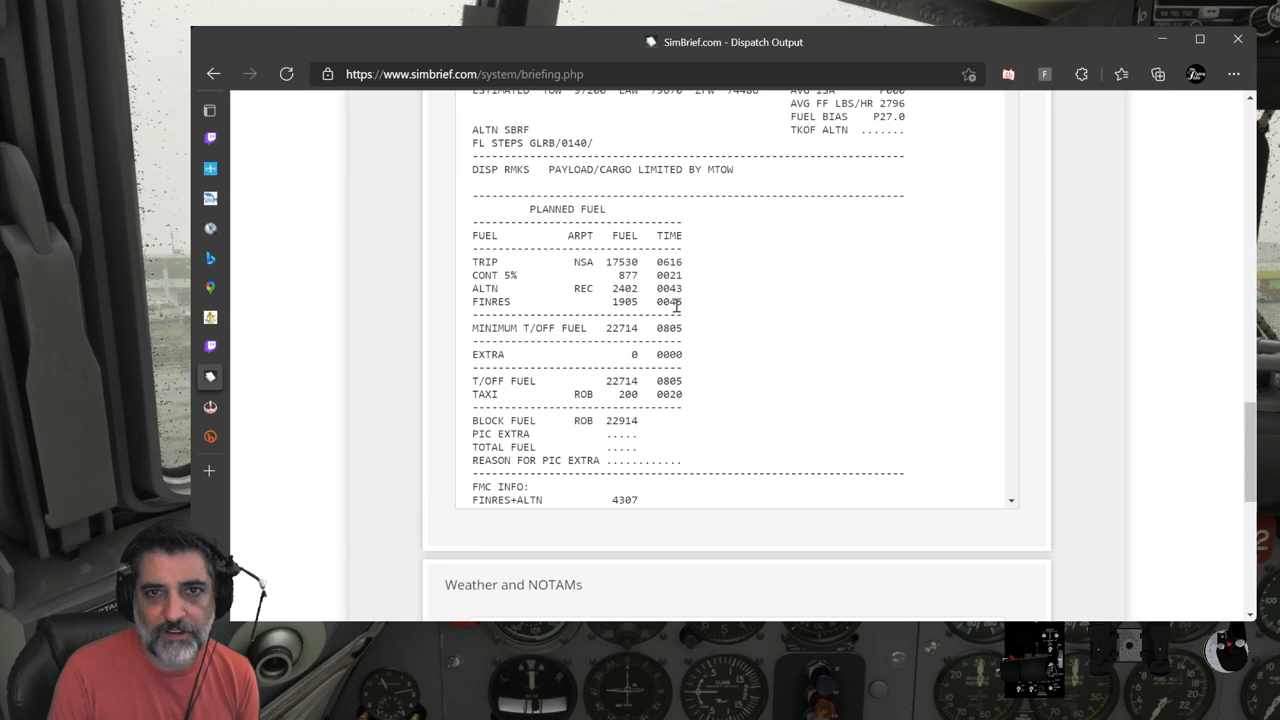 SimBrief.com - Dispatch Output
https://www.simbrief.com/system/briefing.php
AVG FF LBS/HR 2796
FUEL BIAS P27.0
ALTN SBRF TKOF ALTN .......
FL STEPS GLRB/0140/
DISP RMKS PAYLOAD/CARGO LIMITED BY MTOW
PLANNED FUEL
FUEL ARPT FUEL TIME
TRIP NSA 17530 0616
CONT 5% 877 0021
ALTN REC 2402 0043
FINRES 1905 0045
MINIMUM T/OFF FUEL 22714 0805
EXTRA 0 0000
T/OFF FUEL 22714 0805
TAXI ROB 200 0020
BLOCK FUEL ROB 22914
PIC EXTRA .....
TOTAL FUEL .....
REASON FOR PIC EXTRA ............
FMC INFO:
FINRES+ALTN 4307
Weather and NOTAMs